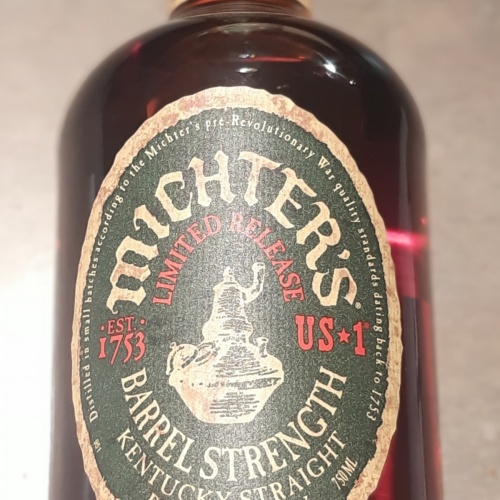 Distilled in small batches according to the Michter's pre-Revolutionary War quality standards dating back to 1753
MICHTER'S®
LIMITED RELEASE
·EST.·
1753
US★1
BARREL STRENGTH
KENTUCKY STRAIGHT
750ML